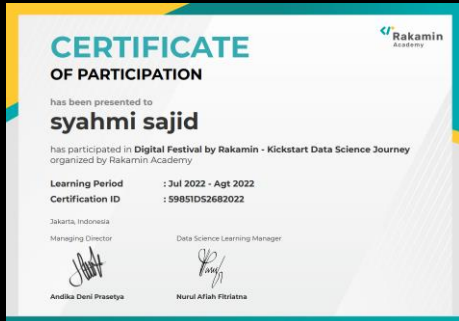 Rakamin
Academy
CERTIFICATE
OF PARTICIPATION
has been presented to
syahmi sajid
has participated in Digital Festival by Rakamin - Kickstart Data Science Journey
organized by Rakamin Academy
Learning Period : Jul 2022 - Agt 2022
Certification ID : 59851DS2682022
Jakarta, Indonesia
Managing Director Data Science Learning Manager
Andika Deni Prasetya Nurul Afiah Fitriatna